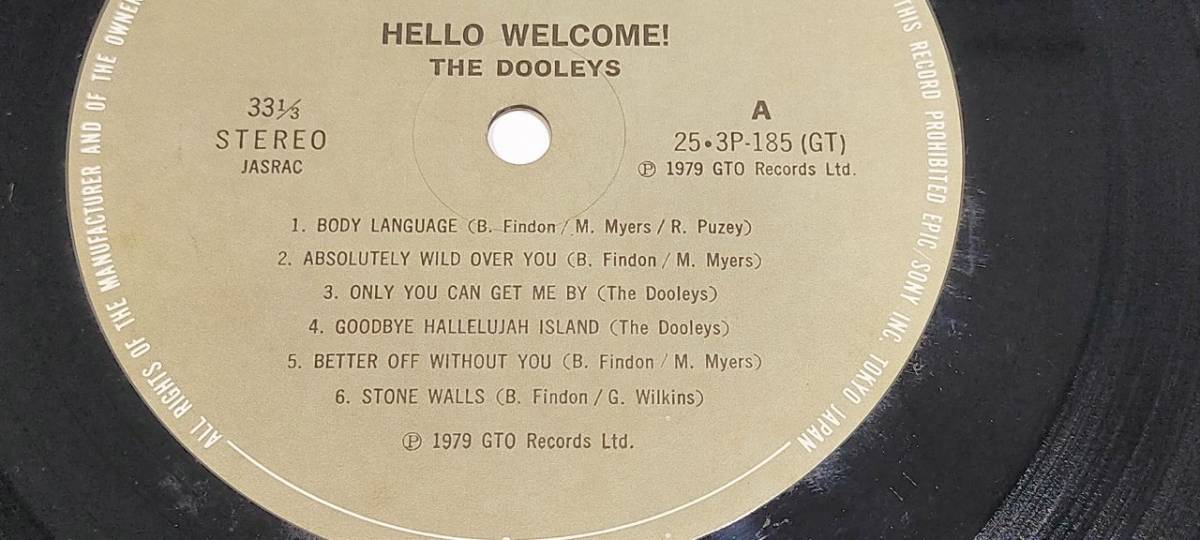 HELLO WELCOME!
THE DOOLEYS
33⅓
STEREO
JASRAC
A
25•3P-185 (GT)
Ⓟ 1979 GTO Records Ltd.
1. BODY LANGUAGE (B. Findon / M. Myers / R. Puzey)
2. ABSOLUTELY WILD OVER YOU (B. Findon / M. Myers)
3. ONLY YOU CAN GET ME BY (The Dooleys)
4. GOODBYE HALLELUJAH ISLAND (The Dooleys)
5. BETTER OFF WITHOUT YOU (B. Findon / M. Myers)
6. STONE WALLS (B. Findon / G. Wilkins)
Ⓟ 1979 GTO Records Ltd.
ALL RIGHTS OF THE MANUFACTURER AND OF THE OWNER
THIS RECORD PROHIBITED EPIC/SONY INC. TOKYO JAPAN